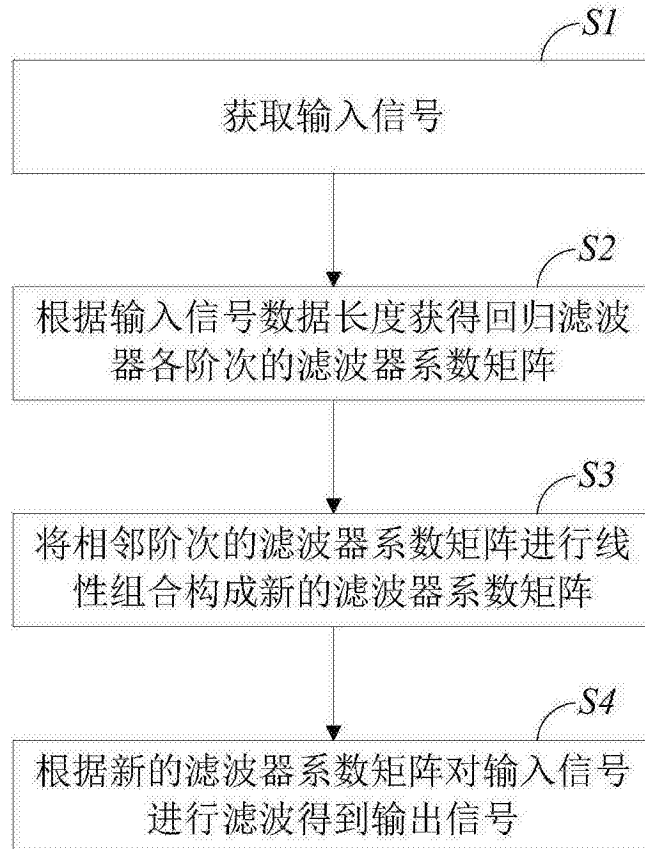 S1
获取输入信号
S2
根据输入信号数据长度获得回归滤波
器各阶次的滤波器系数矩阵
S3
将相邻阶次的滤波器系数矩阵进行线
性组合构成新的滤波器系数矩阵
S4
根据新的滤波器系数矩阵对输入信号
进行滤波得到输出信号